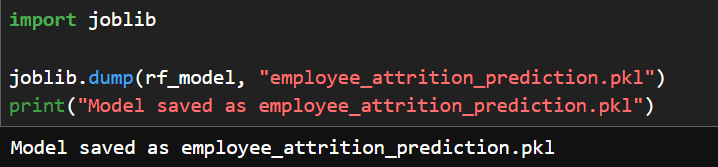 import joblib
joblib.dump(rf_model, "employee_attrition_prediction.pkl")
print("Model saved as employee_attrition_prediction.pkl")
Model saved as employee_attrition_prediction.pkl